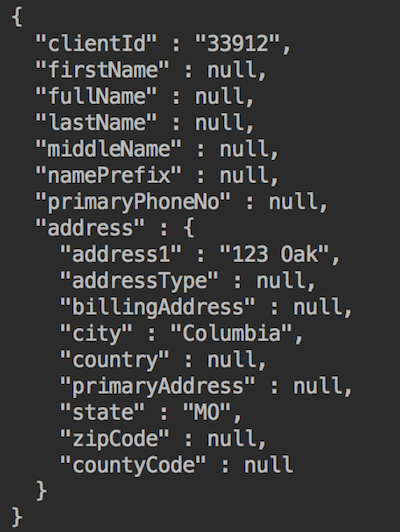 {
"clientId" : "33912",
"firstName" : null,
"fullName" : null,
"lastName" : null,
"middleName" : null,
"namePrefix" : null,
"primaryPhoneNo" : null,
"address" : {
"address1" : "123 Oak",
"addressType" : null,
"billingAddress" : null,
"city" : "Columbia",
"country" : null,
"primaryAddress" : null,
"state" : "MO",
"zipCode" : null,
"countyCode" : null
}
}